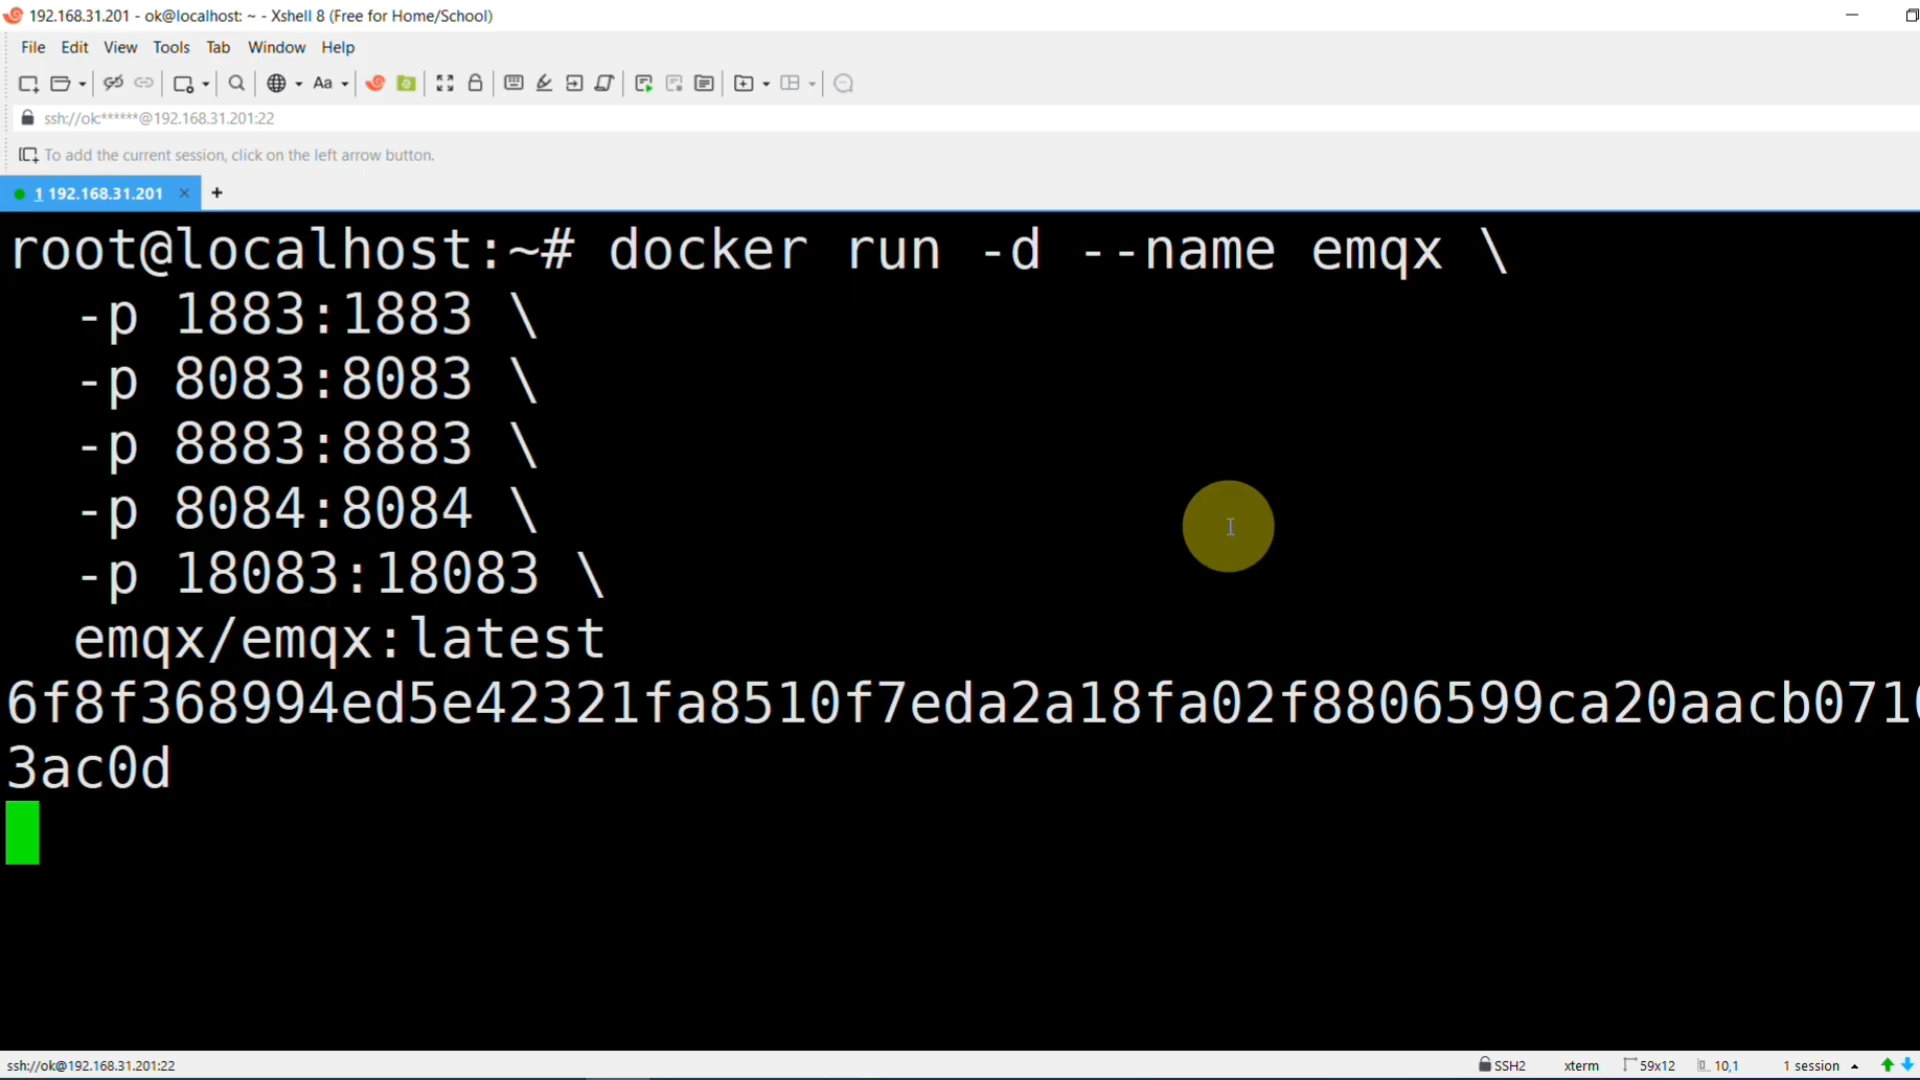 192.168.31.201 - ok@localhost: ~ - Xshell 8 (Free for Home/School)
File Edit View Tools Tab Window Help
Aa
ssh://ok:******@192.168.31.201:22
To add the current session, click on the left arrow button.
1 192.168.31.201 × +
root@localhost:~# docker run -d --name emqx \
-p 1883:1883 \
-p 8083:8083 \
-p 8883:8883 \
-p 8084:8084 \
-p 18083:18083 \
emqx/emqx:latest
6f8f368994ed5e42321fa8510f7eda2a18fa02f8806599ca20aacb0710
3ac0d
ssh://ok@192.168.31.201:22 SSH2 xterm 59x12 10,1 1 session